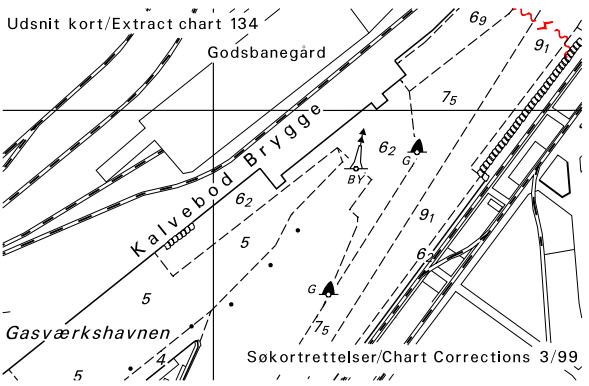 Udsnit kort/Extract chart 134
Godsbanegård
6₉
9₁
7₅
Kalvebod Brygge
6₂
G
BY
6₂
5
9₁
6₂
5
G
7₅
Gasværkshavnen
4
5
Søkortrettelser/Chart Corrections 3/99